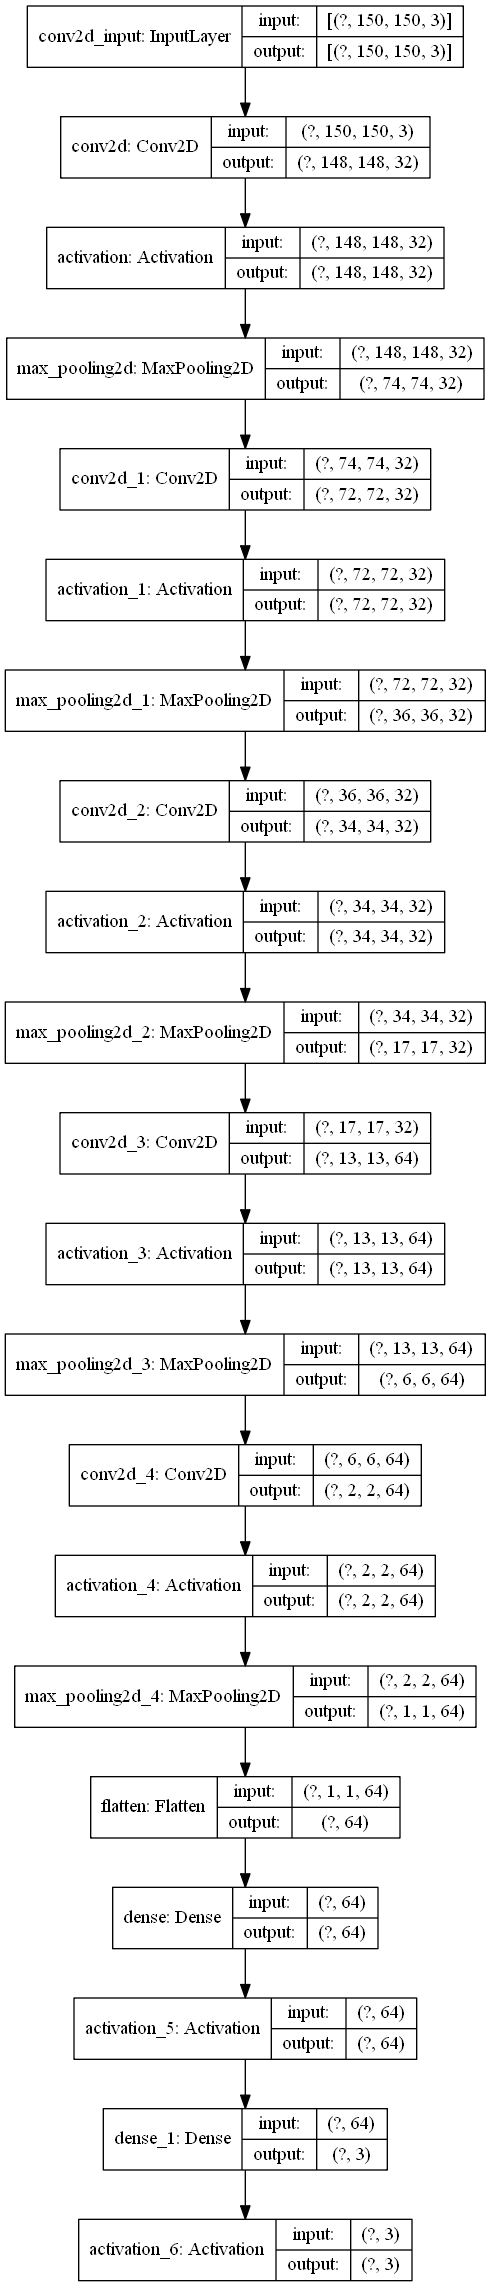 conv2d_input: InputLayer input: [(?, 150, 150, 3)]
output: [(?, 150, 150, 3)]
conv2d: Conv2D input: (?, 150, 150, 3)
output: (?, 148, 148, 32)
activation: Activation input: (?, 148, 148, 32)
output: (?, 148, 148, 32)
max_pooling2d: MaxPooling2D input: (?, 148, 148, 32)
output: (?, 74, 74, 32)
conv2d_1: Conv2D input: (?, 74, 74, 32)
output: (?, 72, 72, 32)
activation_1: Activation input: (?, 72, 72, 32)
output: (?, 72, 72, 32)
max_pooling2d_1: MaxPooling2D input: (?, 72, 72, 32)
output: (?, 36, 36, 32)
conv2d_2: Conv2D input: (?, 36, 36, 32)
output: (?, 34, 34, 32)
activation_2: Activation input: (?, 34, 34, 32)
output: (?, 34, 34, 32)
max_pooling2d_2: MaxPooling2D input: (?, 34, 34, 32)
output: (?, 17, 17, 32)
conv2d_3: Conv2D input: (?, 17, 17, 32)
output: (?, 13, 13, 64)
activation_3: Activation input: (?, 13, 13, 64)
output: (?, 13, 13, 64)
max_pooling2d_3: MaxPooling2D input: (?, 13, 13, 64)
output: (?, 6, 6, 64)
conv2d_4: Conv2D input: (?, 6, 6, 64)
output: (?, 2, 2, 64)
activation_4: Activation input: (?, 2, 2, 64)
output: (?, 2, 2, 64)
max_pooling2d_4: MaxPooling2D input: (?, 2, 2, 64)
output: (?, 1, 1, 64)
flatten: Flatten input: (?, 1, 1, 64)
output: (?, 64)
dense: Dense input: (?, 64)
output: (?, 64)
activation_5: Activation input: (?, 64)
output: (?, 64)
dense_1: Dense input: (?, 64)
output: (?, 3)
activation_6: Activation input: (?, 3)
output: (?, 3)